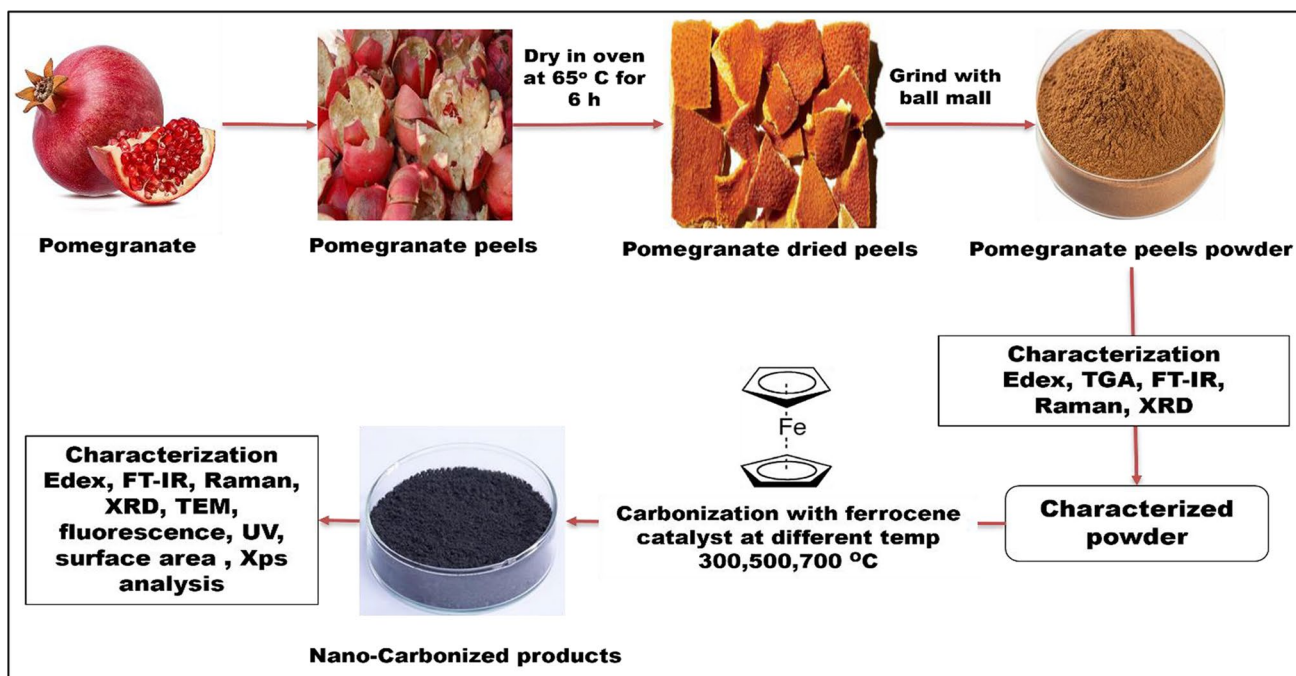 Dry in oven
at 65° C for
6 h
Grind with
ball mall
Pomegranate
Pomegranate peels
Pomegranate dried peels
Pomegranate peels powder
Characterization
Edex, TGA, FT-IR,
Raman, XRD
Characterized
powder
Fe
Carbonization with ferrocene
catalyst at different temp
300,500,700 ⁰C
Nano-Carbonized products
Characterization
Edex, FT-IR, Raman,
XRD, TEM,
fluorescence, UV,
surface area , Xps
analysis